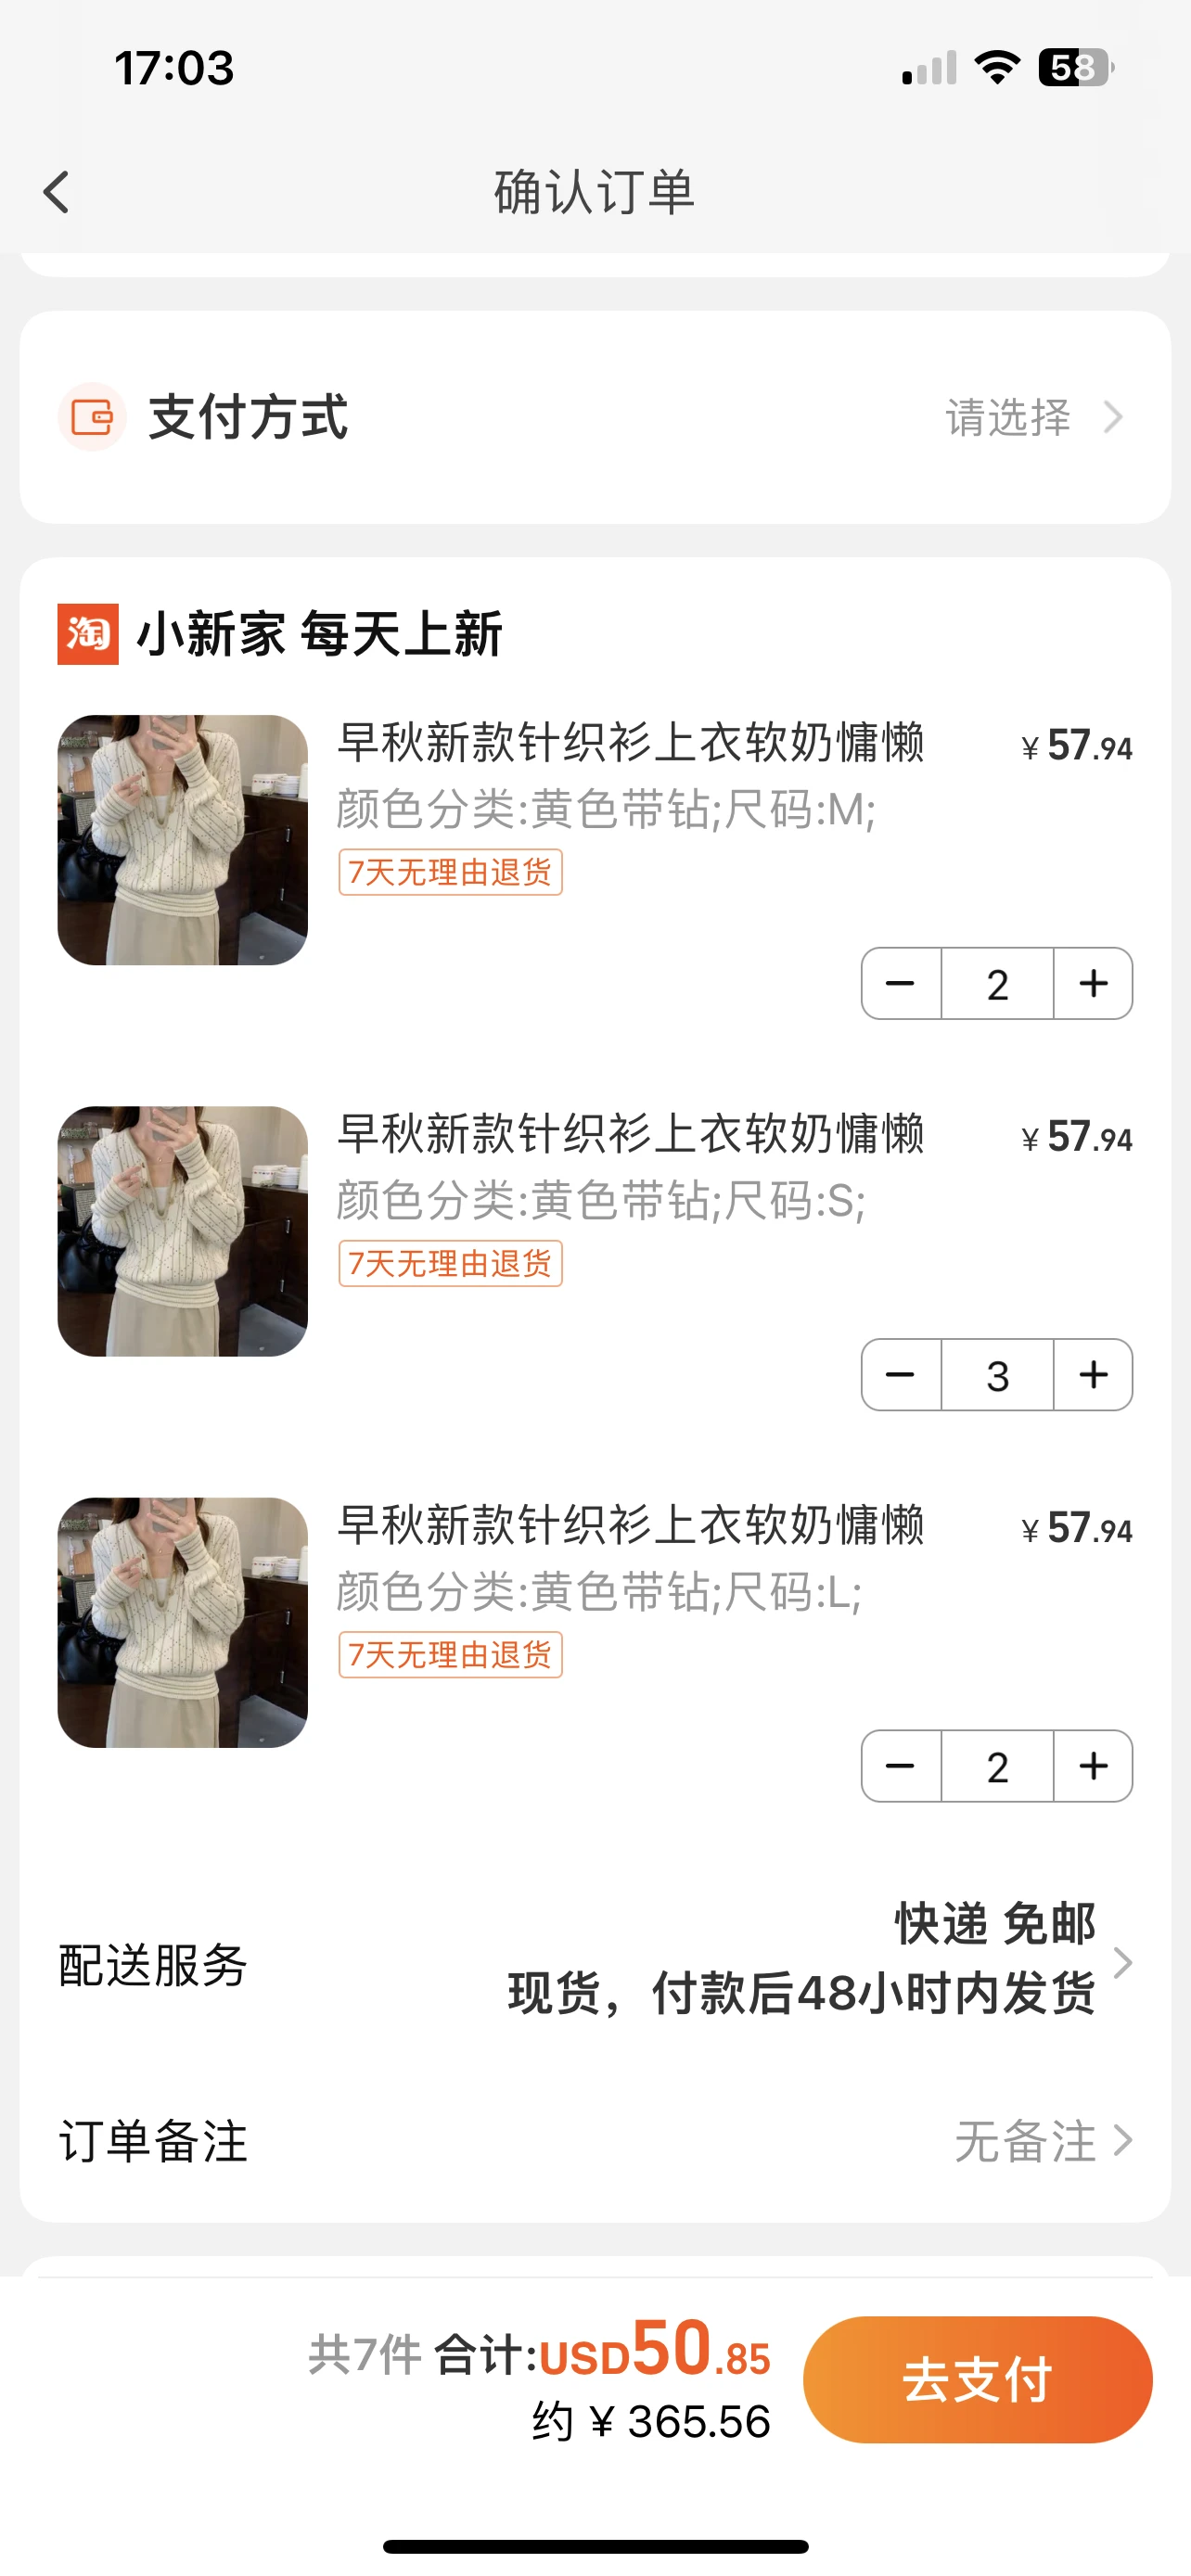 17:03
58
确认订单
支付方式
请选择
淘 小新家 每天上新
早秋新款针织衫上衣软奶慵懒
¥ 57.94
颜色分类:黄色带钻;尺码:M;
7天无理由退货
2
早秋新款针织衫上衣软奶慵懒
¥ 57.94
颜色分类:黄色带钻;尺码:S;
7天无理由退货
3
早秋新款针织衫上衣软奶慵懒
¥ 57.94
颜色分类:黄色带钻;尺码:L;
7天无理由退货
2
配送服务
快递 免邮
现货，付款后48小时内发货
订单备注
无备注
共7件 合计:USD50.85
约 ¥ 365.56
去支付